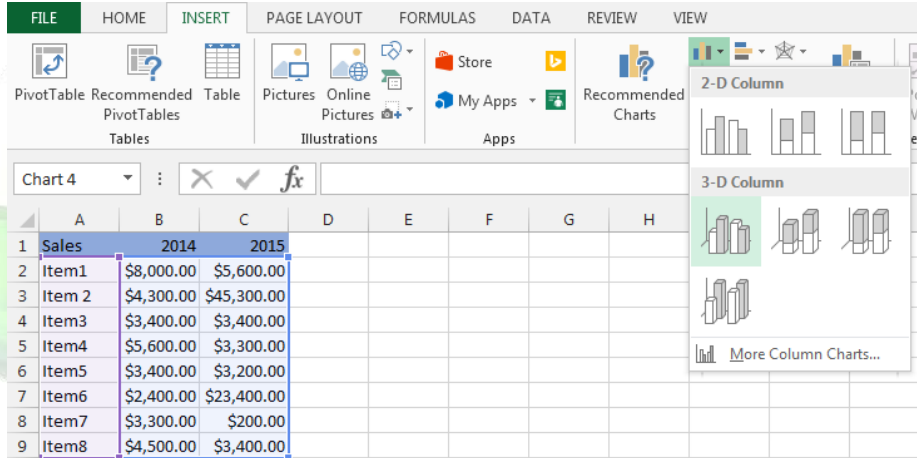 FILE HOME INSERT PAGE LAYOUT FORMULAS DATA REVIEW VIEW
PivotTable Recommended PivotTables Table
Tables
Pictures Online Pictures
Illustrations
Store
My Apps
Apps
Recommended Charts
2-D Column
3-D Column
More Column Charts...
Chart 4 fx
A B C D E F G H
1 Sales 2014 2015
2 Item1 $8,000.00 $5,600.00
3 Item 2 $4,300.00 $45,300.00
4 Item3 $3,400.00 $3,400.00
5 Item4 $5,600.00 $3,300.00
6 Item5 $3,400.00 $3,200.00
7 Item6 $2,400.00 $23,400.00
8 Item7 $3,300.00 $200.00
9 Item8 $4,500.00 $3,400.00